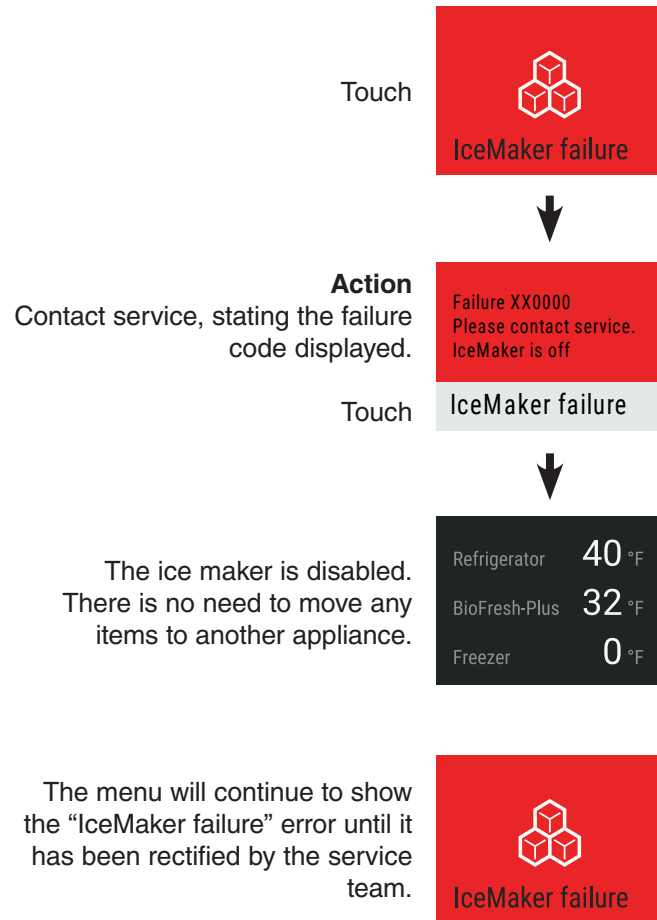 Touch
IceMaker failure
Action
Contact service, stating the failure
code displayed.
Failure XX0000
Please contact service.
IceMaker is off
Touch
IceMaker failure
The ice maker is disabled.
There is no need to move any
items to another appliance.
Refrigerator 40 °F
BioFresh-Plus 32 °F
Freezer 0 °F
The menu will continue to show
the “IceMaker failure” error until it
has been rectified by the service
team.
IceMaker failure